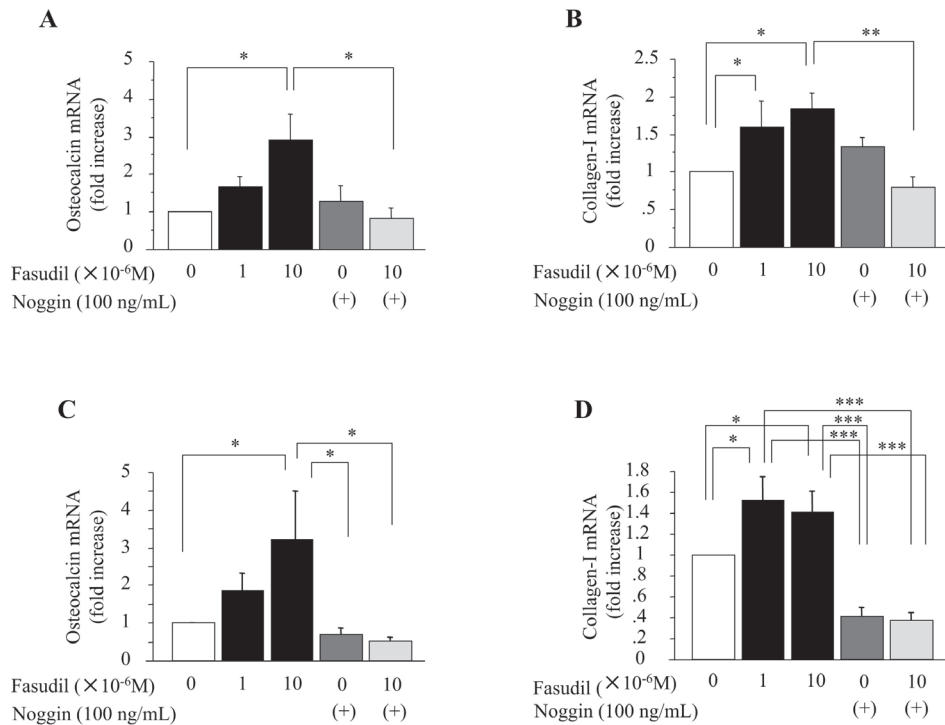 A
* *
Osteocalcin mRNA
(fold increase)
5
4
3
2
1
0
Fasudil (×10⁻⁶M) 0 1 10 0 10
Noggin (100 ng/mL) (+) (+)
B
* **
*
Collagen-I mRNA
(fold increase)
2.5
2
1.5
1
.5
0
Fasudil (×10⁻⁶M) 0 1 10 0 10
Noggin (100 ng/mL) (+) (+)
C
* *
*
Osteocalcin mRNA
(fold increase)
5
4
3
2
1
0
Fasudil (×10⁻⁶M) 0 1 10 0 10
Noggin (100 ng/mL) (+) (+)
D
***
* ***
* *** ***
Collagen-I mRNA
(fold increase)
1.8
1.6
1.4
1.2
1
.8
.6
.4
.2
0
Fasudil (×10⁻⁶M) 0 1 10 0 10
Noggin (100 ng/mL) (+) (+)